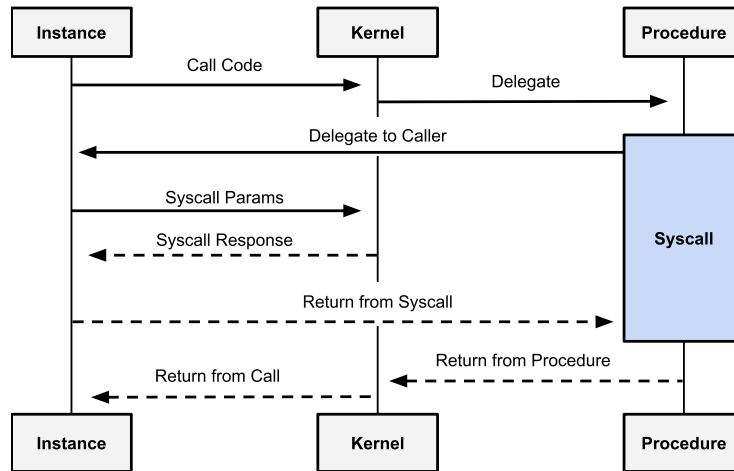 Instance
Kernel
Procedure
Call Code
Delegate
Delegate to Caller
Syscall Params
Syscall
Syscall Response
Return from Syscall
Return from Procedure
Return from Call
Instance
Kernel
Procedure